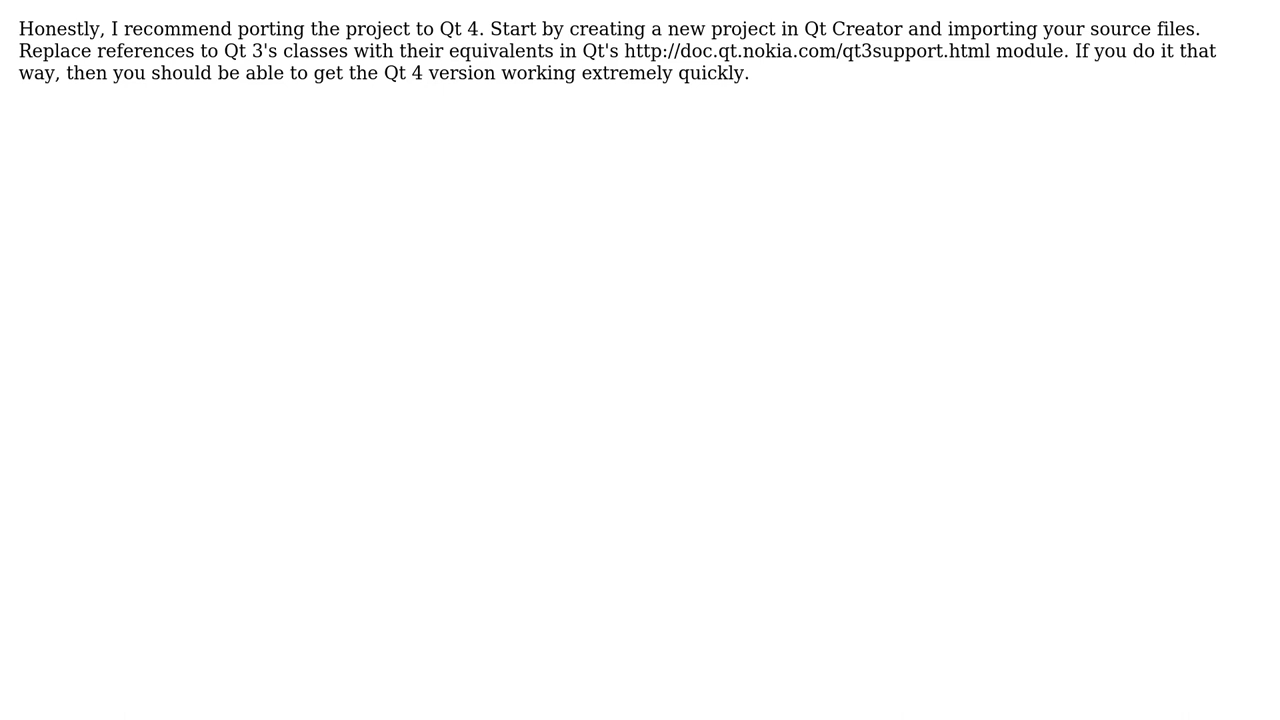 Honestly, I recommend porting the project to Qt 4. Start by creating a new project in Qt Creator and importing your source files.
Replace references to Qt 3's classes with their equivalents in Qt's http://doc.qt.nokia.com/qt3support.html module. If you do it that
way, then you should be able to get the Qt 4 version working extremely quickly.